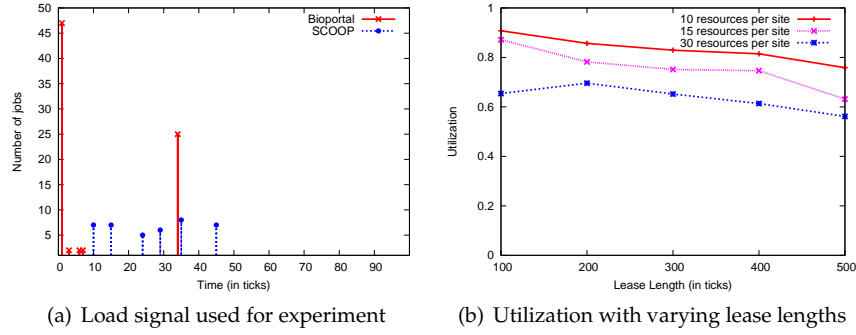 Number of jobs
50
45
40
35
30
25
20
15
10
5
0 10 20 30 40 50 60 70 80 90
Time (in ticks)
Bioportal
SCOOP
(a) Load signal used for experiment
Utilization
1
0.8
0.6
0.4
0.2
0
100 200 300 400 500
Lease Length (in ticks)
10 resources per site
15 resources per site
30 resources per site
(b) Utilization with varying lease lengths